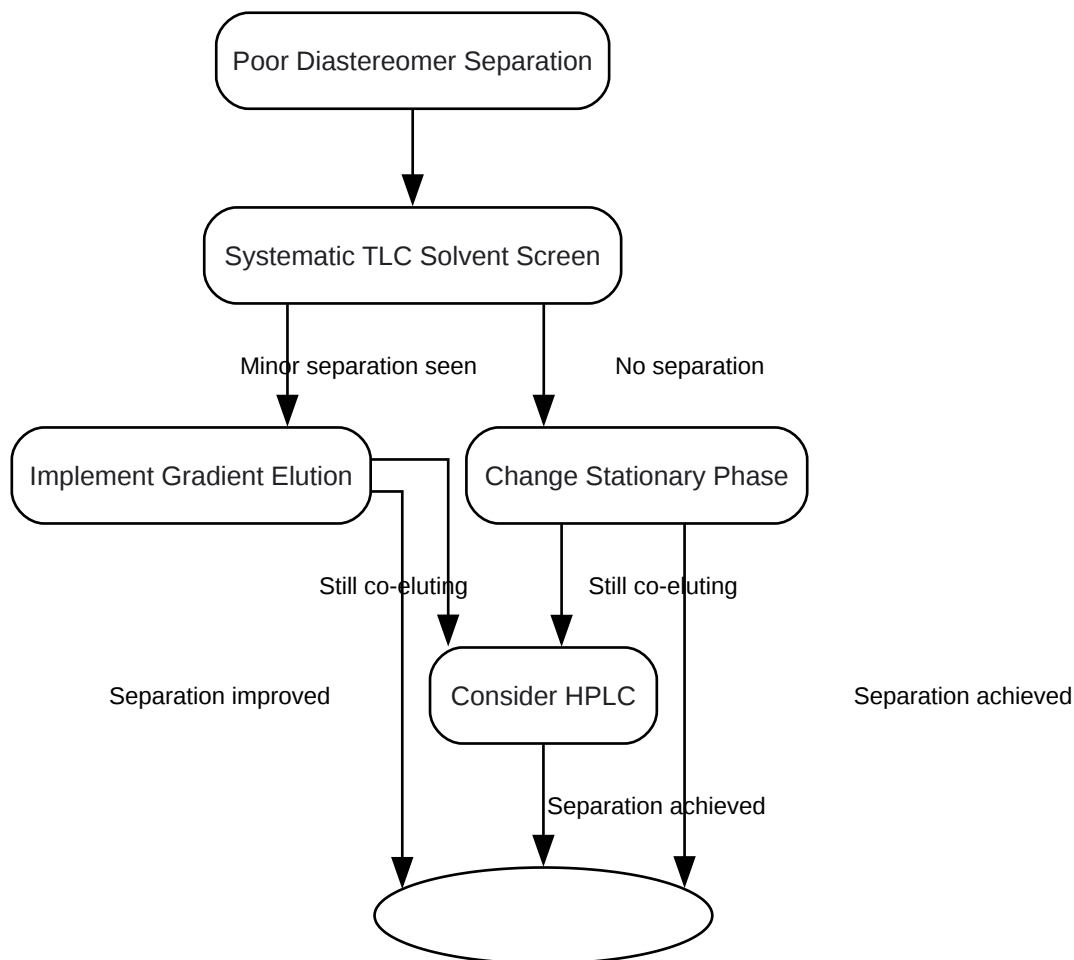 Poor Diastereomer Separation
Systematic TLC Solvent Screen
Minor separation seen
No separation
Implement Gradient Elution
Change Stationary Phase
Still co-eluting
Still co-eluting
Separation improved
Consider HPLC
Separation achieved
Separation achieved